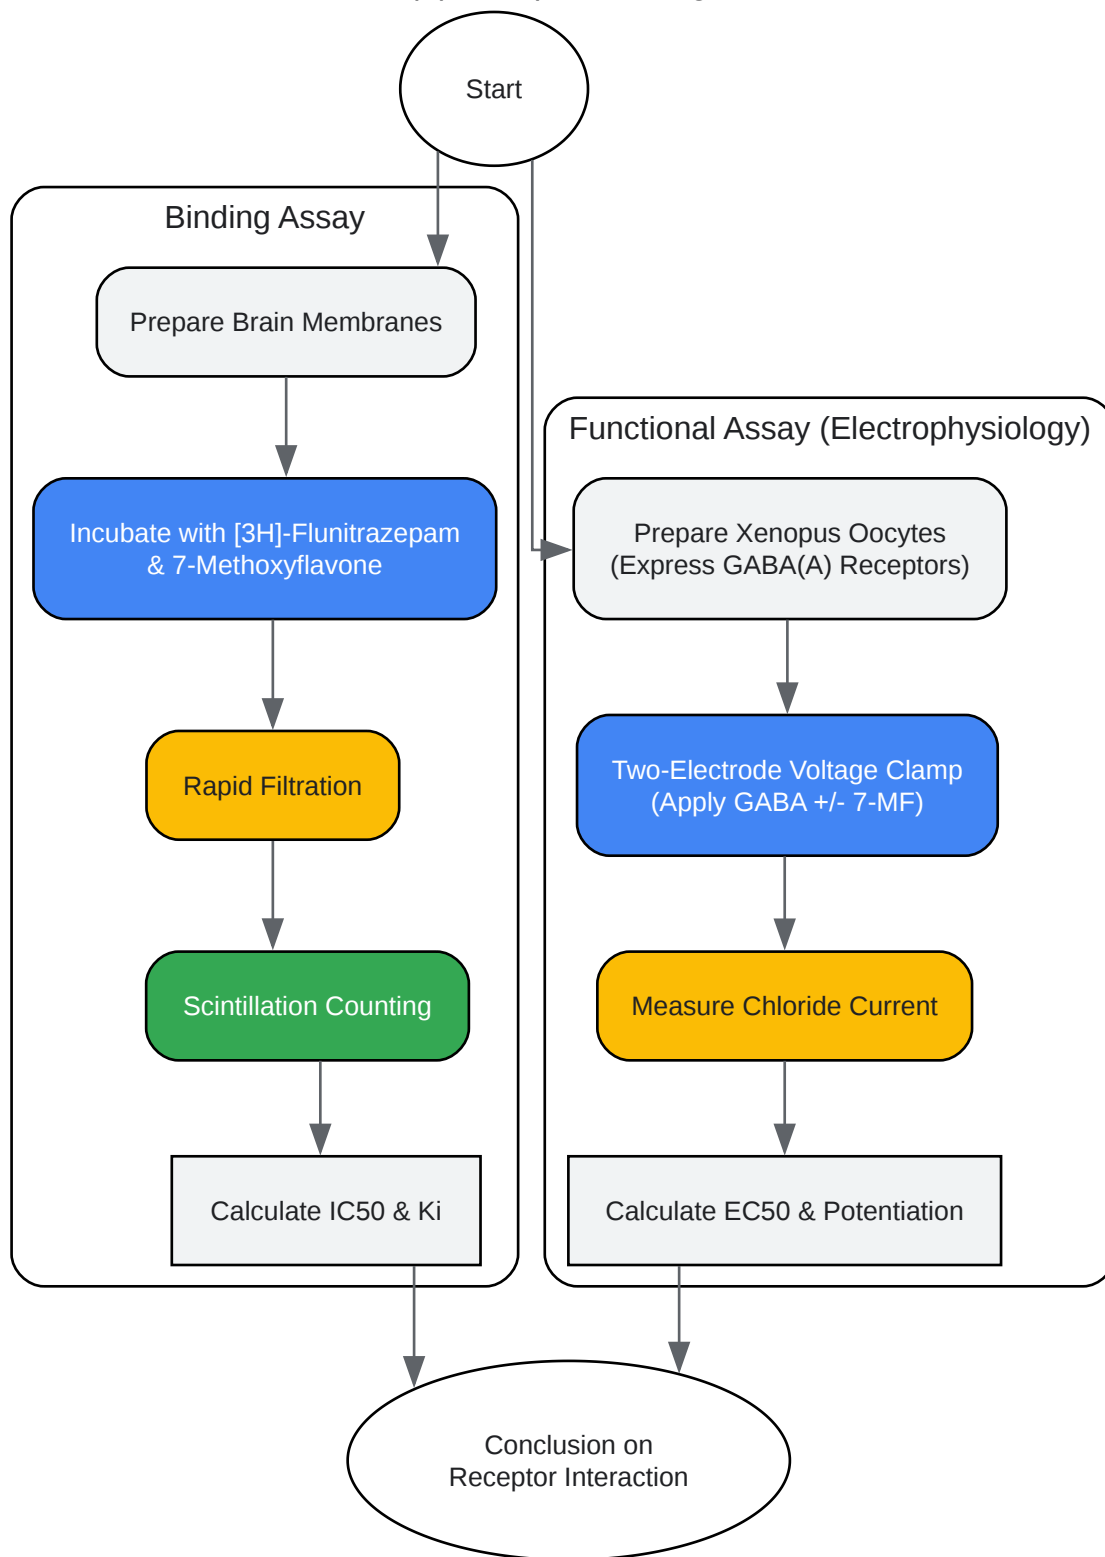 Start
Binding Assay
Prepare Brain Membranes
Incubate with [3H]-Flunitrazepam
& 7-Methoxyflavone
Rapid Filtration
Scintillation Counting
Calculate IC50 & Ki
Functional Assay (Electrophysiology)
Prepare Xenopus Oocytes
(Express GABA(A) Receptors)
Two-Electrode Voltage Clamp
(Apply GABA +/- 7-MF)
Measure Chloride Current
Calculate EC50 & Potentiation
Conclusion on
Receptor Interaction